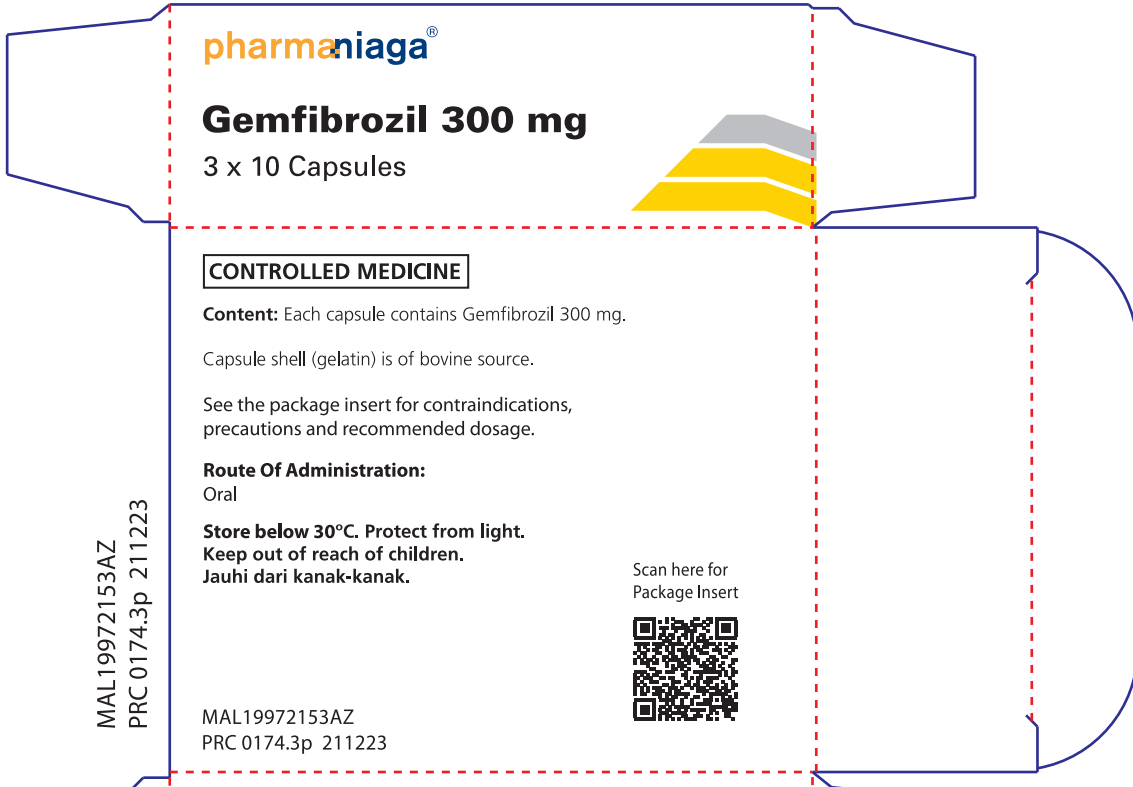 pharmaniaga®
Gemfibrozil 300 mg
3 x 10 Capsules
CONTROLLED MEDICINE
Content: Each capsule contains Gemfibrozil 300 mg.
Capsule shell (gelatin) is of bovine source.
See the package insert for contraindications,
precautions and recommended dosage.
Route Of Administration:
Oral
Store below 30°C. Protect from light.
Keep out of reach of children.
Jauhi dari kanak-kanak.
Scan here for
Package Insert
MAL19972153AZ
PRC 0174.3p 211223
MAL19972153AZ
PRC 0174.3p 211223